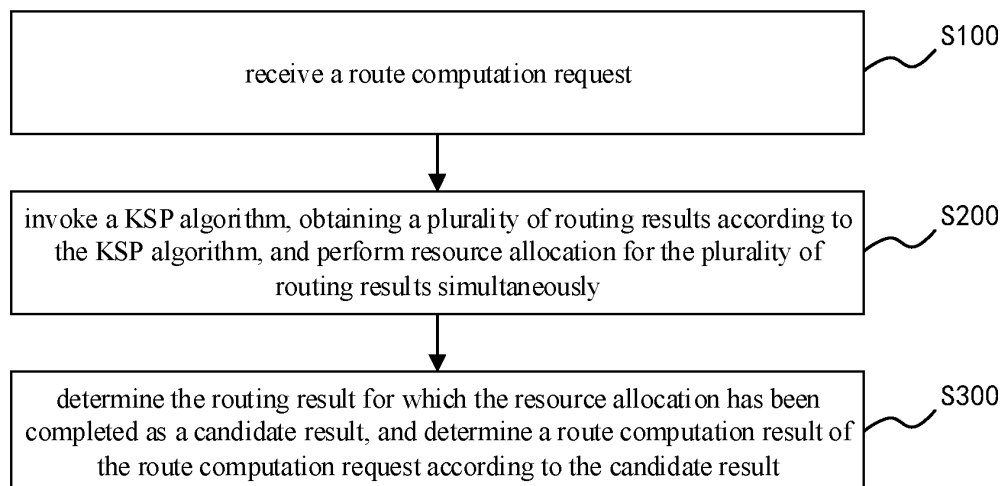 S100
receive a route computation request
S200
invoke a KSP algorithm, obtaining a plurality of routing results according to
the KSP algorithm, and perform resource allocation for the plurality of
routing results simultaneously
S300
determine the routing result for which the resource allocation has been
completed as a candidate result, and determine a route computation result of
the route computation request according to the candidate result